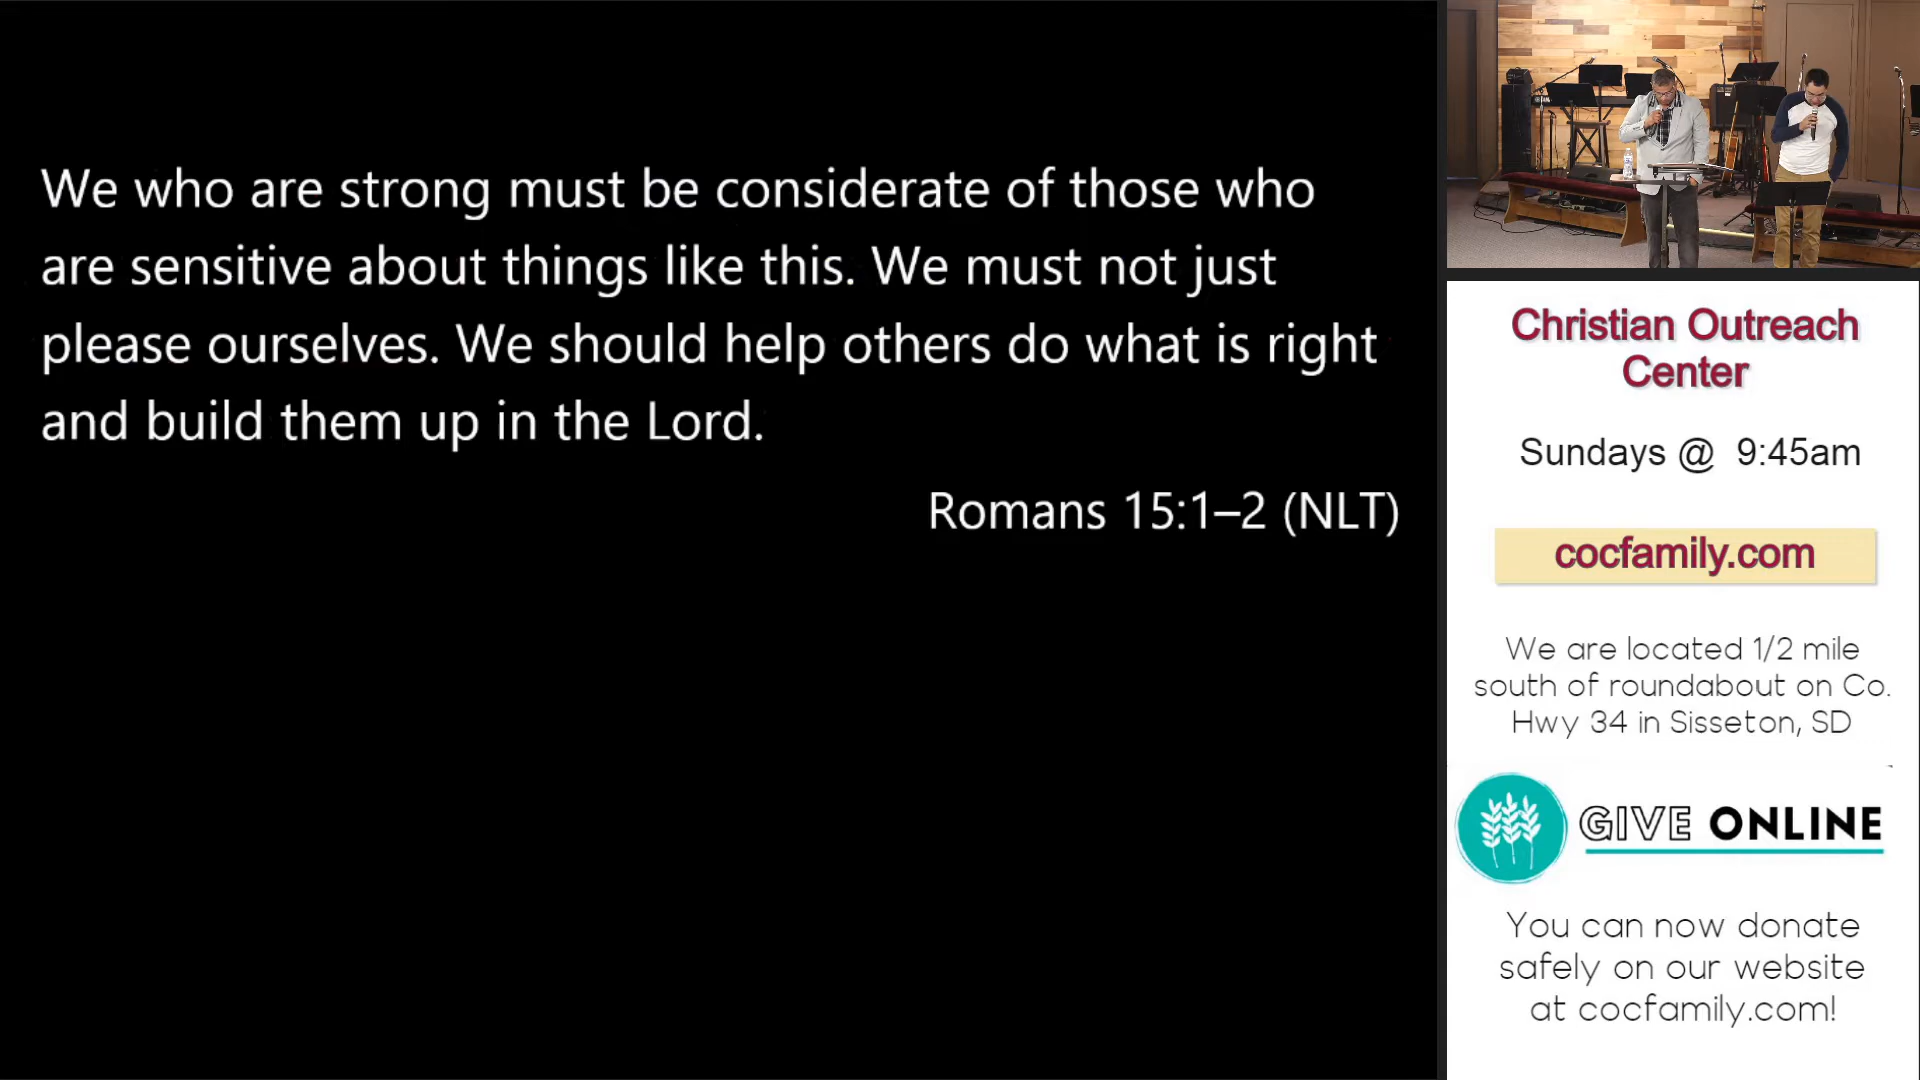 We who are strong must be considerate of those who
are sensitive about things like this. We must not just
please ourselves. We should help others do what is right
and build them up in the Lord.
Romans 15:1–2 (NLT)
Christian Outreach
Center
Sundays @ 9:45am
cocfamily.com
We are located 1/2 mile
south of roundabout on Co.
Hwy 34 in Sisseton, SD
GIVE ONLINE
You can now donate
safely on our website
at cocfamily.com!